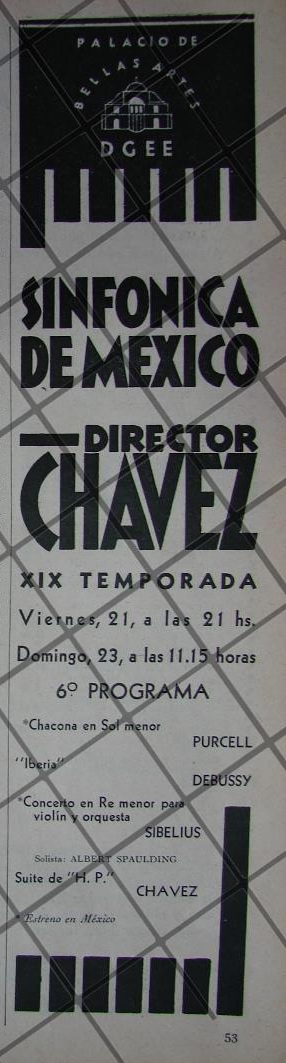 PALACIO DE
BELLAS ARTES
DGEE
SINFONICA
DE MEXICO
DIRECTOR
CHAVEZ
XIX TEMPORADA
Viernes, 21, a las 21 hs.
Domingo, 23, a las 11.15 horas
6º PROGRAMA
*Chacona en Sol menor
PURCELL
"Iberia"
DEBUSSY
*Concerto en Re menor para
violín y orquesta
SIBELIUS
Solista: ALBERT SPAULDING
Suite de "H. P."
CHAVEZ
* Estreno en México
53